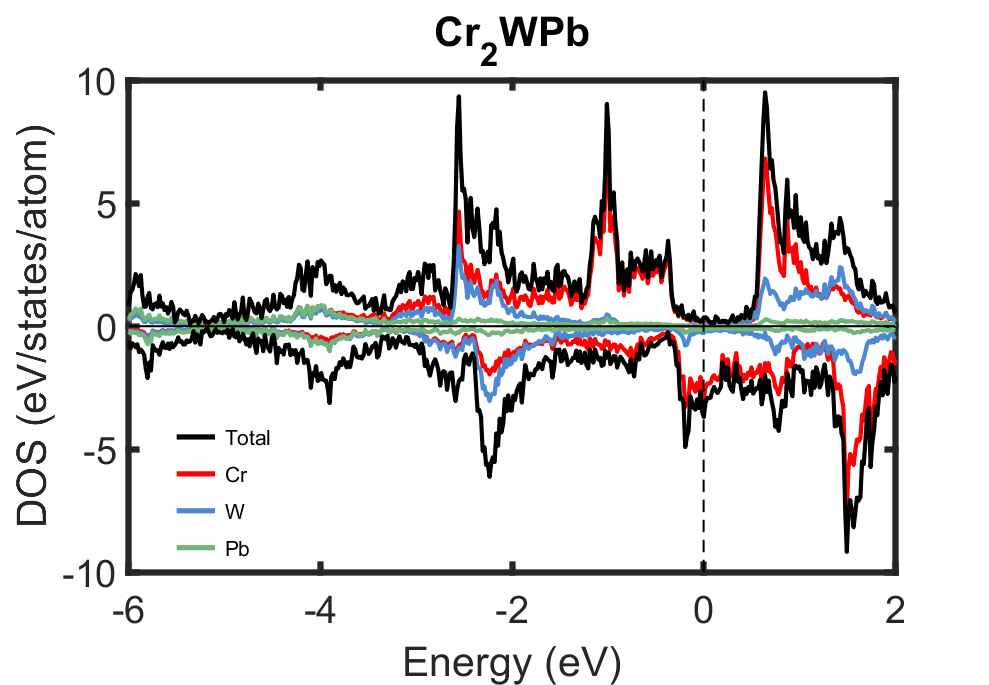 Cr2WPb
10
5
0
-5
-10
DOS (eV/states/atom)
Total
Cr
W
Pb
-6 -4 -2 0 2
Energy (eV)